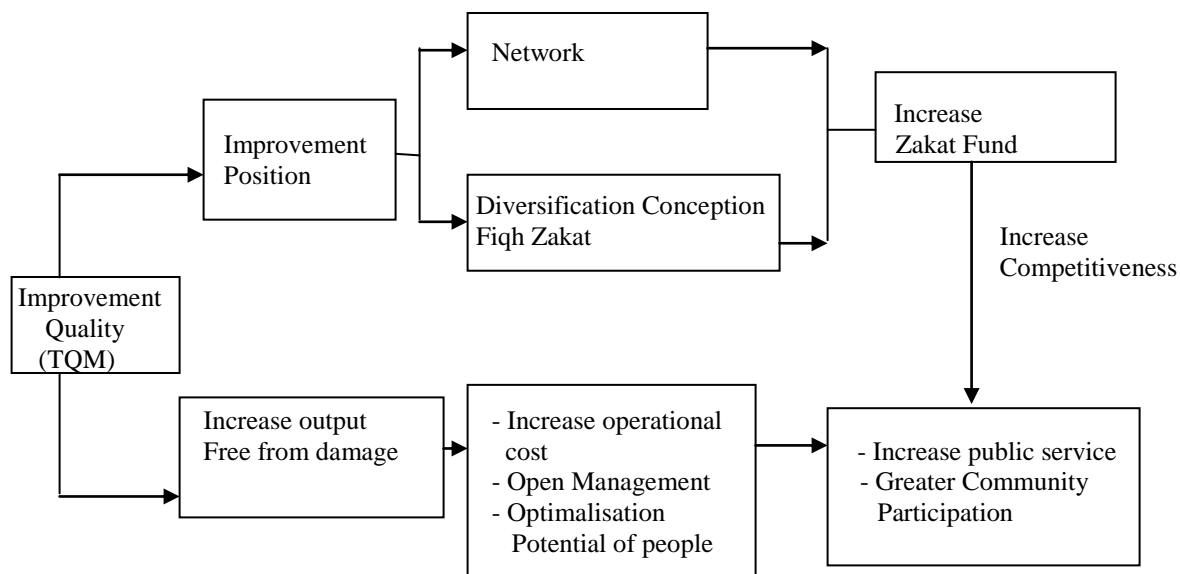 Network
Increase
Zakat Fund
Improvement
Position
Diversification Conception
Fiqh Zakat
Increase
Competitiveness
Improvement
Quality
(TQM)
Increase output
Free from damage
- Increase operational
cost
- Open Management
- Optimalisation
Potential of people
- Increase public service
- Greater Community
Participation